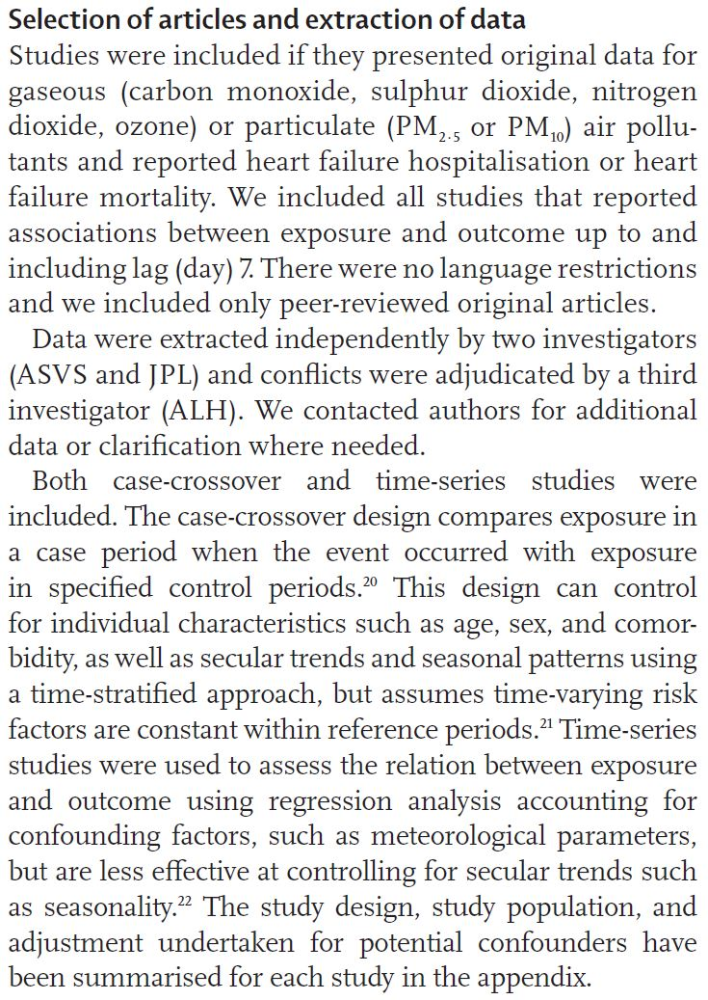 Selection of articles and extraction of data
Studies were included if they presented original data for
gaseous (carbon monoxide, sulphur dioxide, nitrogen
dioxide, ozone) or particulate (PM₂·₅ or PM₁₀) air pollu-
tants and reported heart failure hospitalisation or heart
failure mortality. We included all studies that reported
associations between exposure and outcome up to and
including lag (day) 7. There were no language restrictions
and we included only peer-reviewed original articles.
Data were extracted independently by two investigators
(ASVS and JPL) and conflicts were adjudicated by a third
investigator (ALH). We contacted authors for additional
data or clarification where needed.
Both case-crossover and time-series studies were
included. The case-crossover design compares exposure in
a case period when the event occurred with exposure
in specified control periods.²⁰ This design can control
for individual characteristics such as age, sex, and comor-
bidity, as well as secular trends and seasonal patterns using
a time-stratified approach, but assumes time-varying risk
factors are constant within reference periods.²¹ Time-series
studies were used to assess the relation between exposure
and outcome using regression analysis accounting for
confounding factors, such as meteorological parameters,
but are less effective at controlling for secular trends such
as seasonality.²² The study design, study population, and
adjustment undertaken for potential confounders have
been summarised for each study in the appendix.